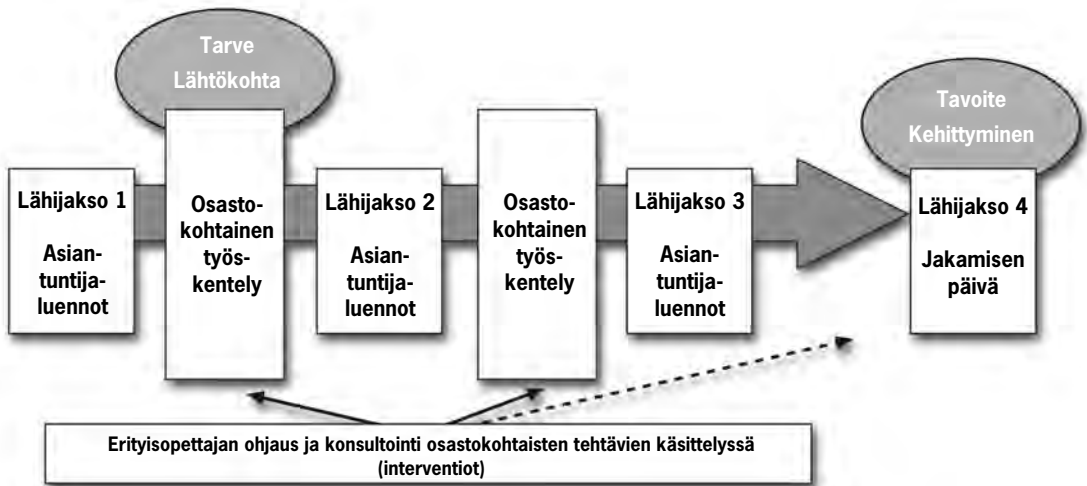 Tarve
Lähtökohta
Tavoite
Kehittyminen
Lähijakso 1
Asian-
tuntija-
luennot
Osasto-
kohtainen
työs-
kentely
Lähijakso 2
Asian-
tuntija-
luennot
Osasto-
kohtainen
työs-
kentely
Lähijakso 3
Asian-
tuntija-
luennot
Lähijakso 4
Jakamisen
päivä
Erityisopettajan ohjaus ja konsultointi osastokohtaisten tehtävien käsittelyssä
(interventiot)